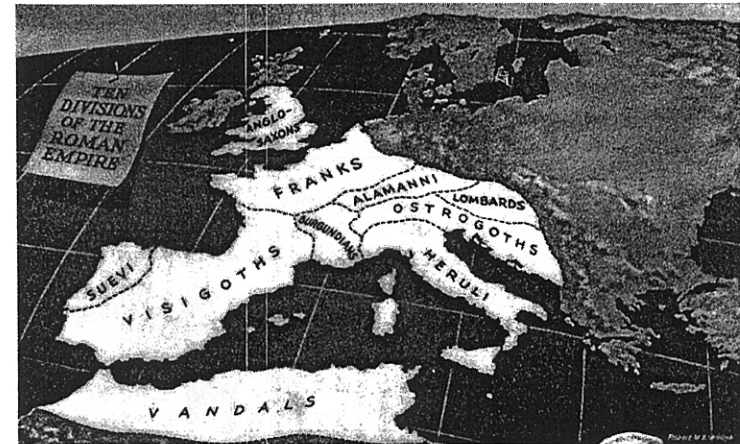 TEN
DIVISIONS
OF THE
ROMAN
EMPIRE
ANGLO-
SAXONS
FRANKS
ALAMANNI
LOMBARDS
BURGUNDIANS
OSTROGOTHS
HERULI
SUEVI
VISIGOTHS
VANDALS